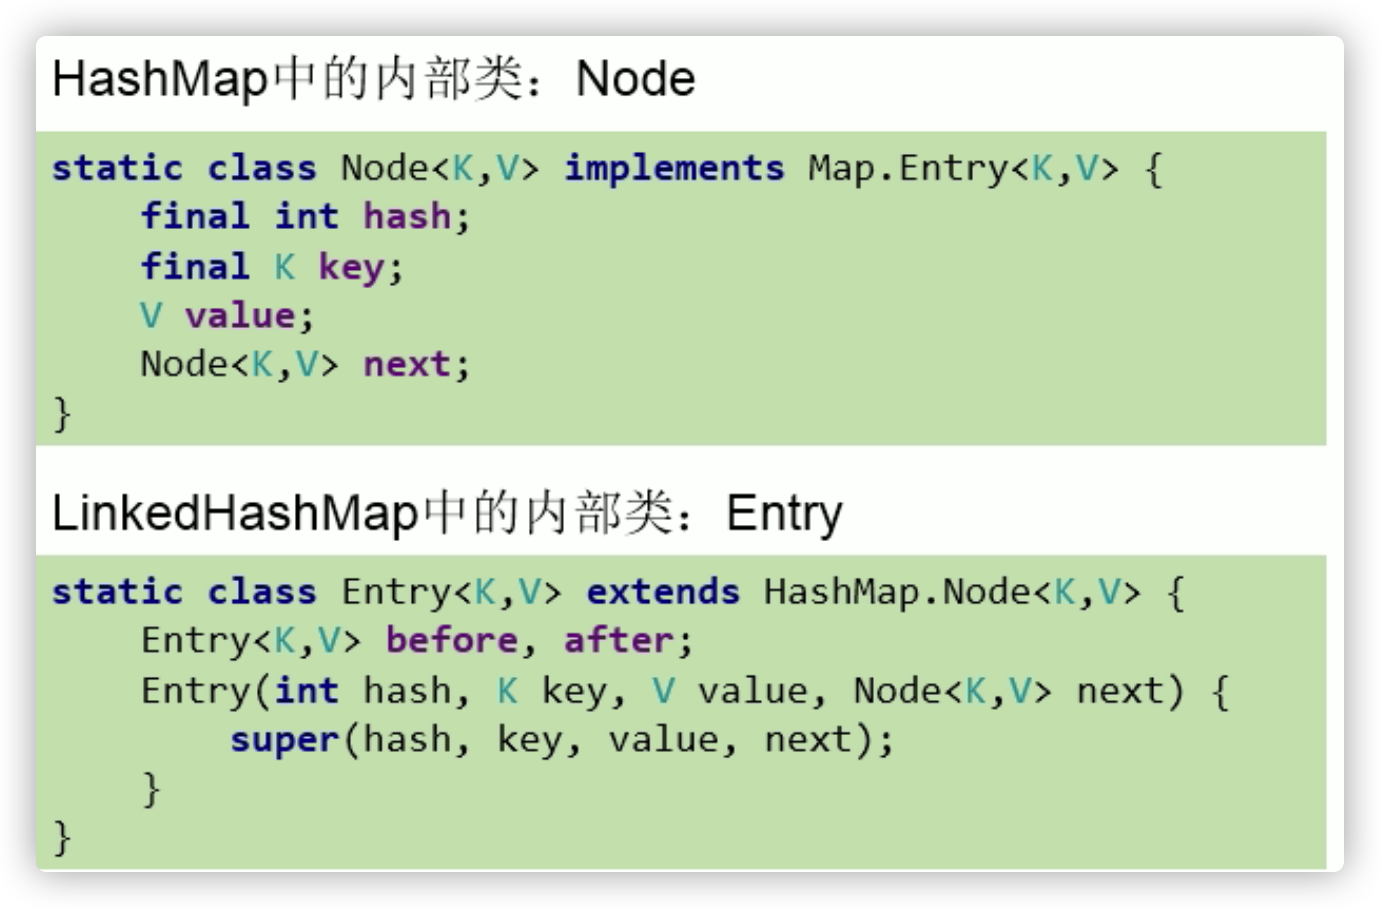 HashMap中的内部类：Node
static class Node<K,V> implements Map.Entry<K,V> {
    final int hash;
    final K key;
    V value;
    Node<K,V> next;
}
LinkedHashMap中的内部类：Entry
static class Entry<K,V> extends HashMap.Node<K,V> {
    Entry<K,V> before, after;
    Entry(int hash, K key, V value, Node<K,V> next) {
        super(hash, key, value, next);
    }
}